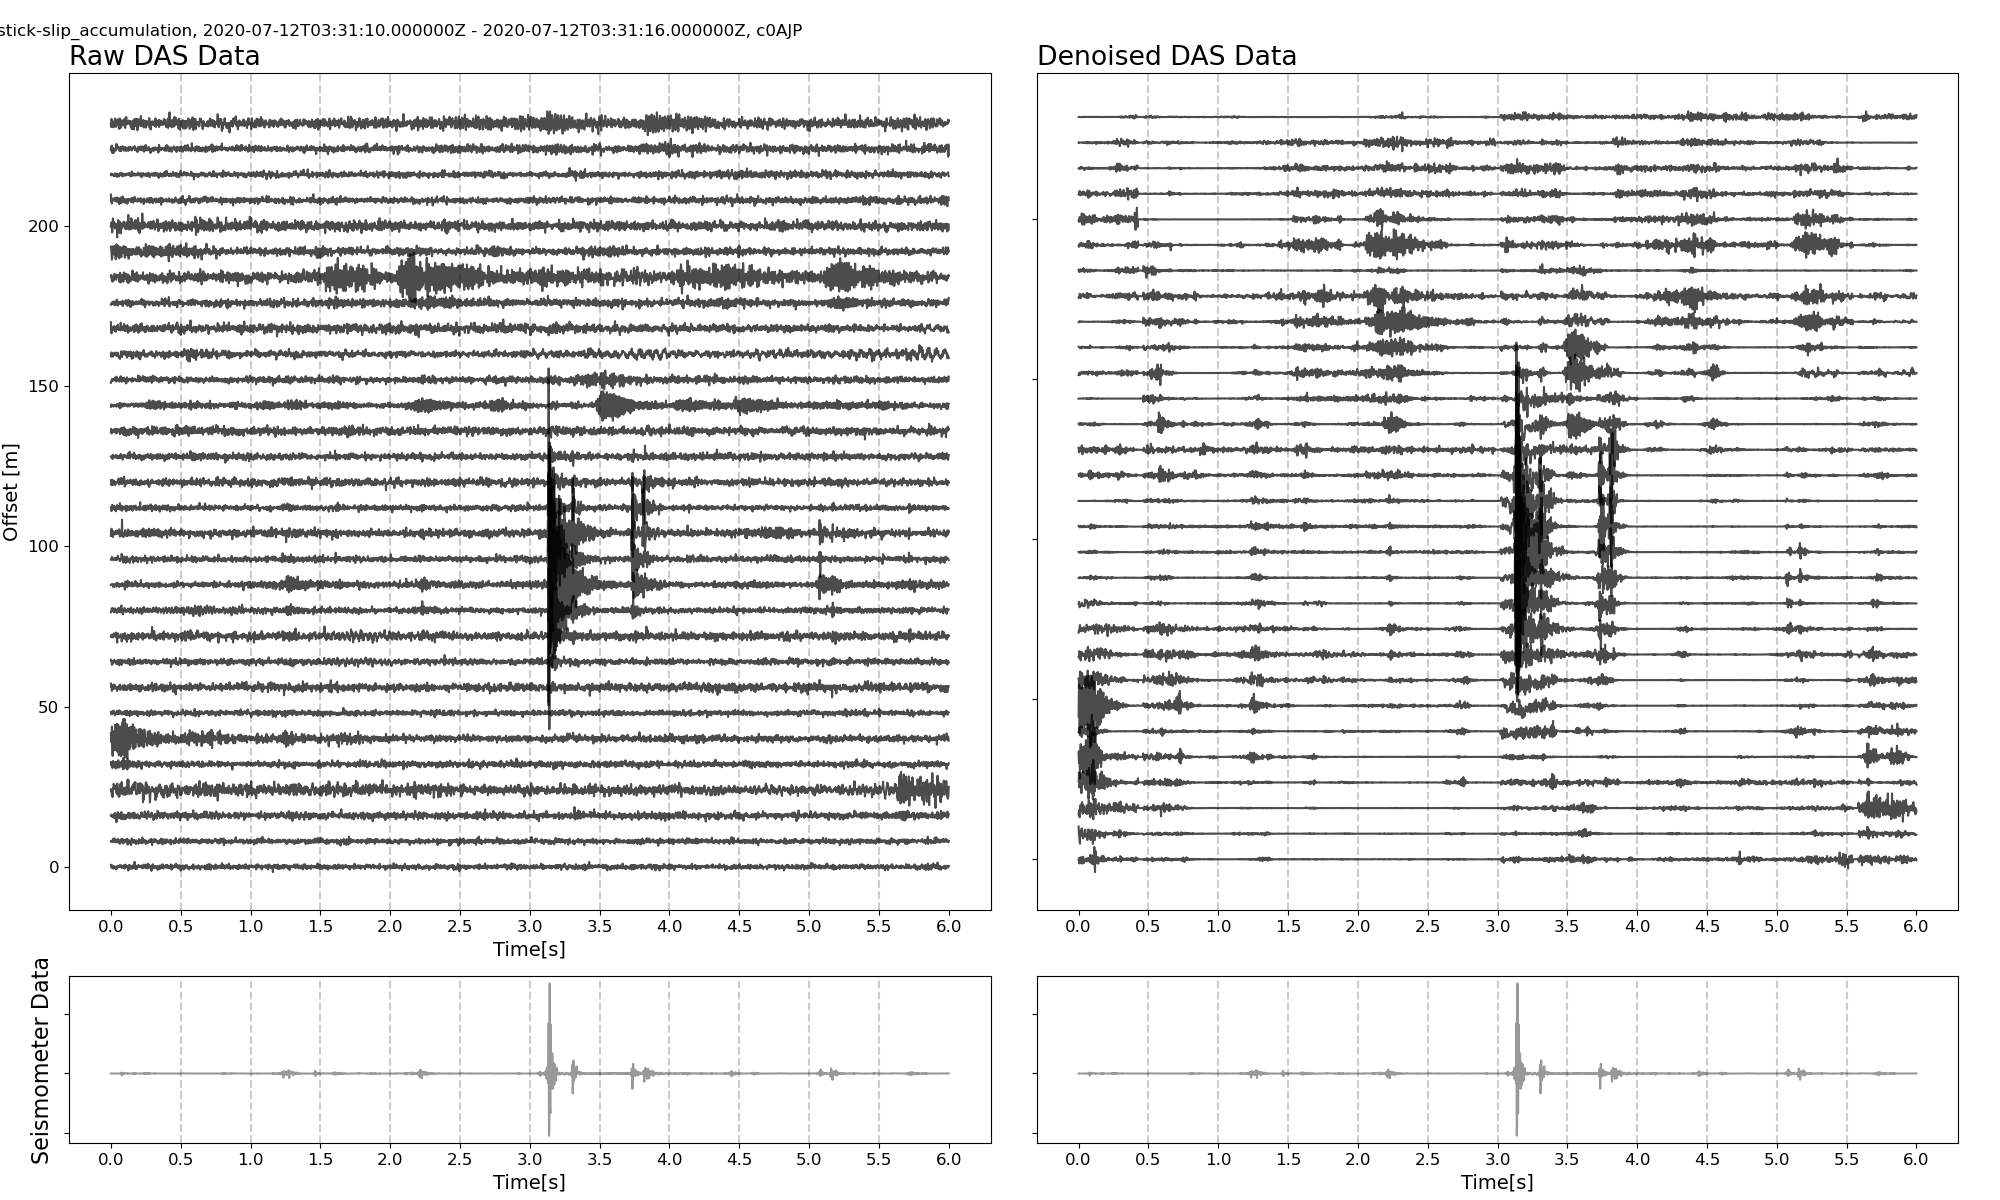 stick-slip_accumulation, 2020-07-12T03:31:10.000000Z - 2020-07-12T03:31:16.000000Z, c0AJP
Raw DAS Data
Denoised DAS Data
Offset [m]
200
150
100
50
0
0.0 0.5 1.0 1.5 2.0 2.5 3.0 3.5 4.0 4.5 5.0 5.5 6.0
Time[s]
0.0 0.5 1.0 1.5 2.0 2.5 3.0 3.5 4.0 4.5 5.0 5.5 6.0
Seismometer Data
0.0 0.5 1.0 1.5 2.0 2.5 3.0 3.5 4.0 4.5 5.0 5.5 6.0
Time[s]
0.0 0.5 1.0 1.5 2.0 2.5 3.0 3.5 4.0 4.5 5.0 5.5 6.0
Time[s]